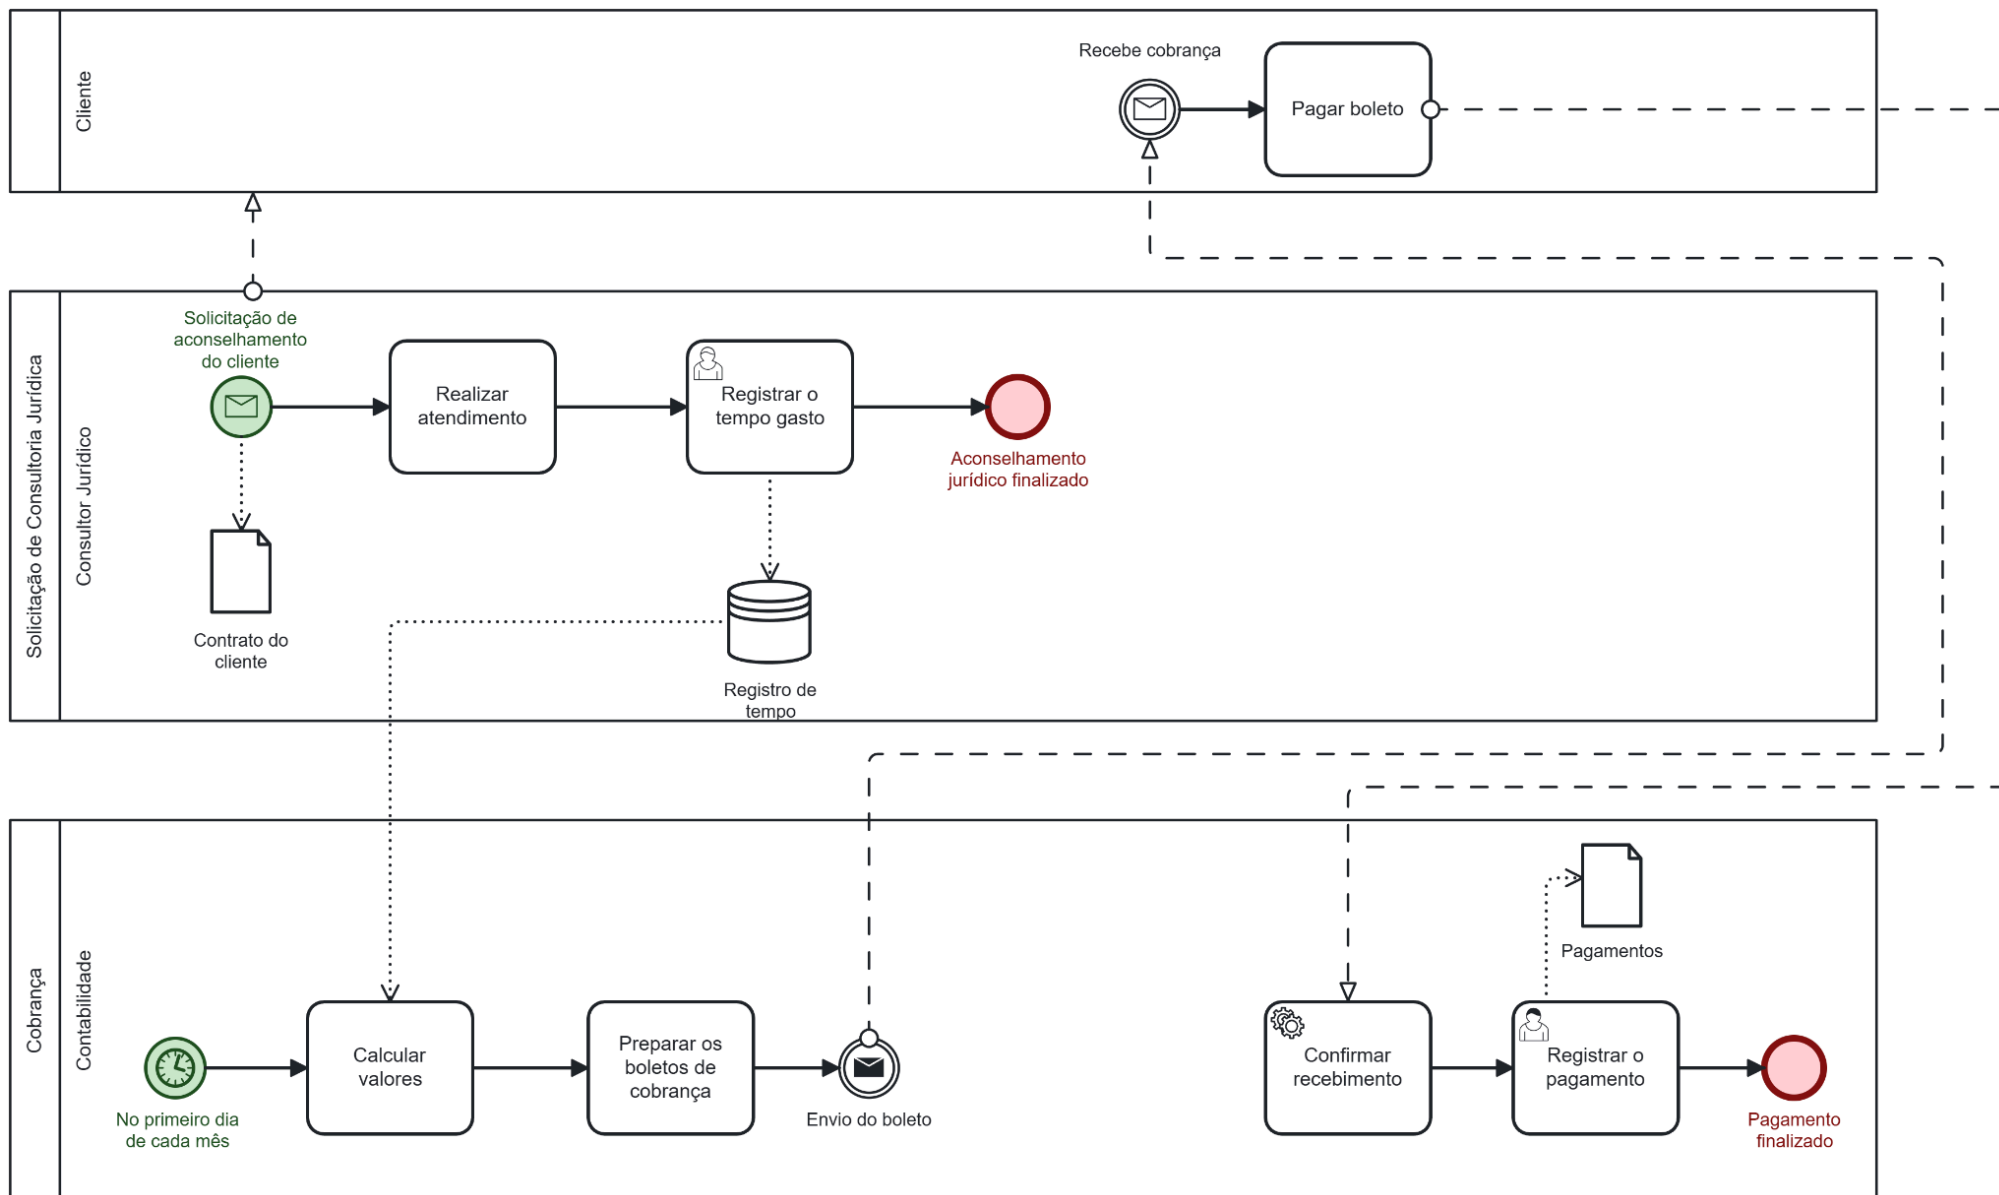 Cliente
Recebe cobrança
Pagar boleto
Solicitação de Consultoria Jurídica
Consultor Jurídico
Solicitação de
aconselhamento
do cliente
Realizar
atendimento
Registrar o
tempo gasto
Aconselhamento
jurídico finalizado
Contrato do
cliente
Registro de
tempo
Cobrança
Contabilidade
Pagamentos
No primeiro dia
de cada mês
Calcular
valores
Preparar os
boletos de
cobrança
Envio do boleto
Confirmar
recebimento
Registrar o
pagamento
Pagamento
finalizado